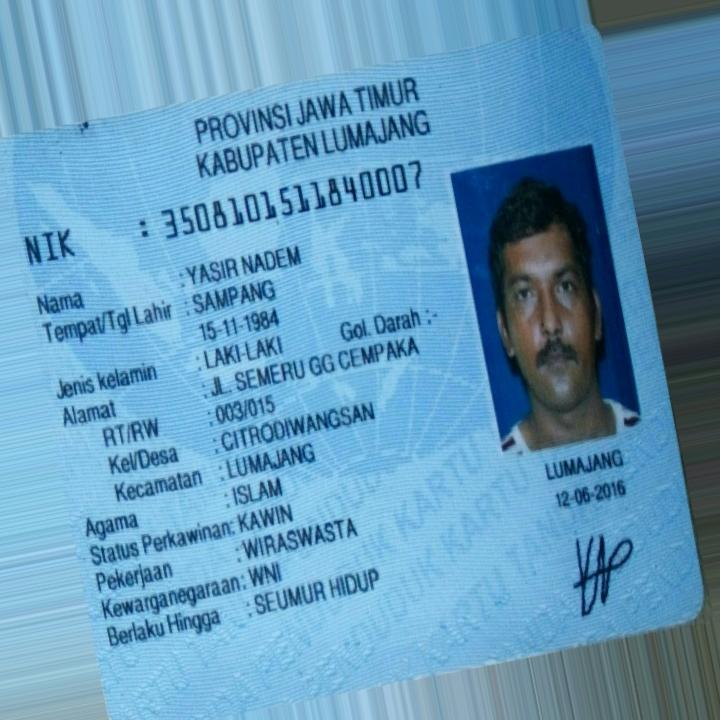 PROVINSI JAWA TIMUR
KABUPATEN LUMAJANG
NIK : 3508101511840007
Nama : YASIR NADEM
Tempat/Tgl Lahir : SAMPANG
15-11-1984
Jenis kelamin : LAKI-LAKI Gol. Darah :-
Alamat : JL. SEMERU GG CEMPAKA
RT/RW : 003/015
Kel/Desa : CITRODIWANGSAN
Kecamatan : LUMAJANG
Agama : ISLAM
Status Perkawinan: KAWIN
Pekerjaan : WIRASWASTA
Kewarganegaraan: WNI
Berlaku Hingga : SEUMUR HIDUP
LUMAJANG
12-06-2016